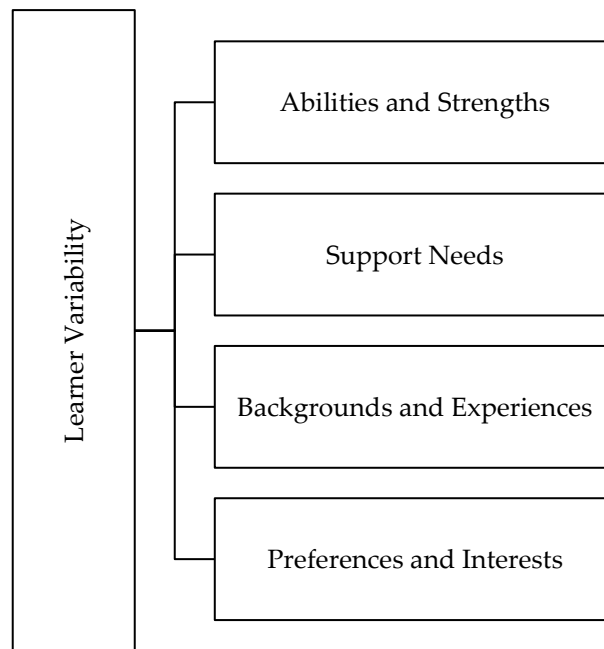 Learner Variability
Abilities and Strengths
Support Needs
Backgrounds and Experiences
Preferences and Interests